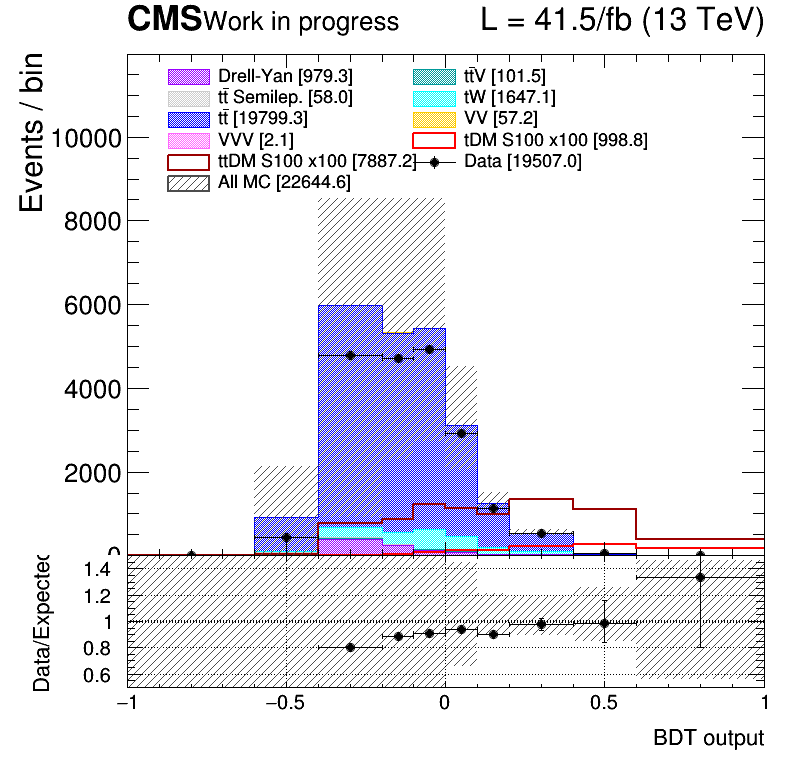 CMS Work in progress L = 41.5/fb (13 TeV)
Events / bin
Drell-Yan [979.3] tt̄V [101.5]
tt̄ Semilep. [58.0] tW [1647.1]
tt̄ [19799.3] VV [57.2]
VVV [2.1] tDM S100 x100 [998.8]
ttDM S100 x100 [7887.2] Data [19507.0]
All MC [22644.6]
10000
8000
6000
4000
2000
0
Data/Expected
1.4
1.2
1
0.8
0.6
−1 −0.5 0 0.5 1
BDT output